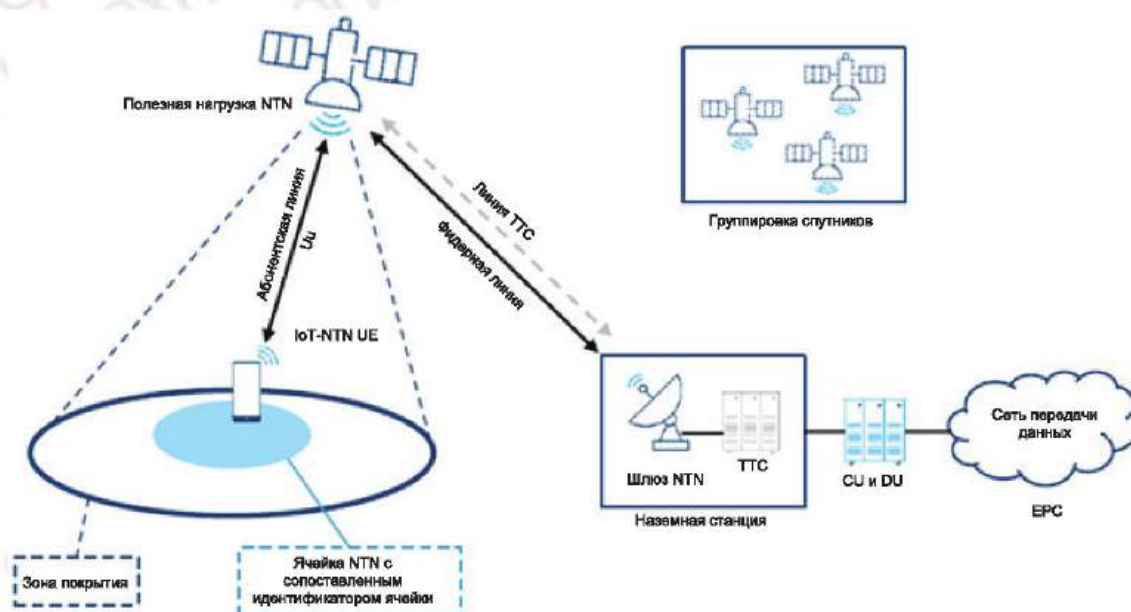 Полезная нагрузка NTN
Группировка спутников
Абонентская линия
Uu
Линия TTC
фидерная линия
IoT-NTN UE
Шлюз NTN
TTC
Наземная станция
CU и DU
Сеть передачи
данных
EPC
Зона покрытия
Ячейка NTN с
сопоставленным
идентификатором ячейки